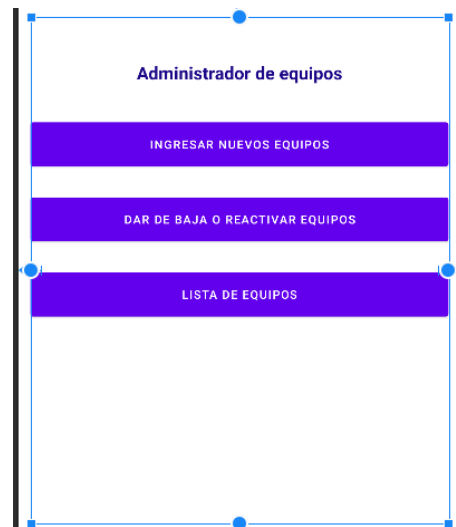 Administrador de equipos
INGRESAR NUEVOS EQUIPOS
DAR DE BAJA O REACTIVAR EQUIPOS
LISTA DE EQUIPOS